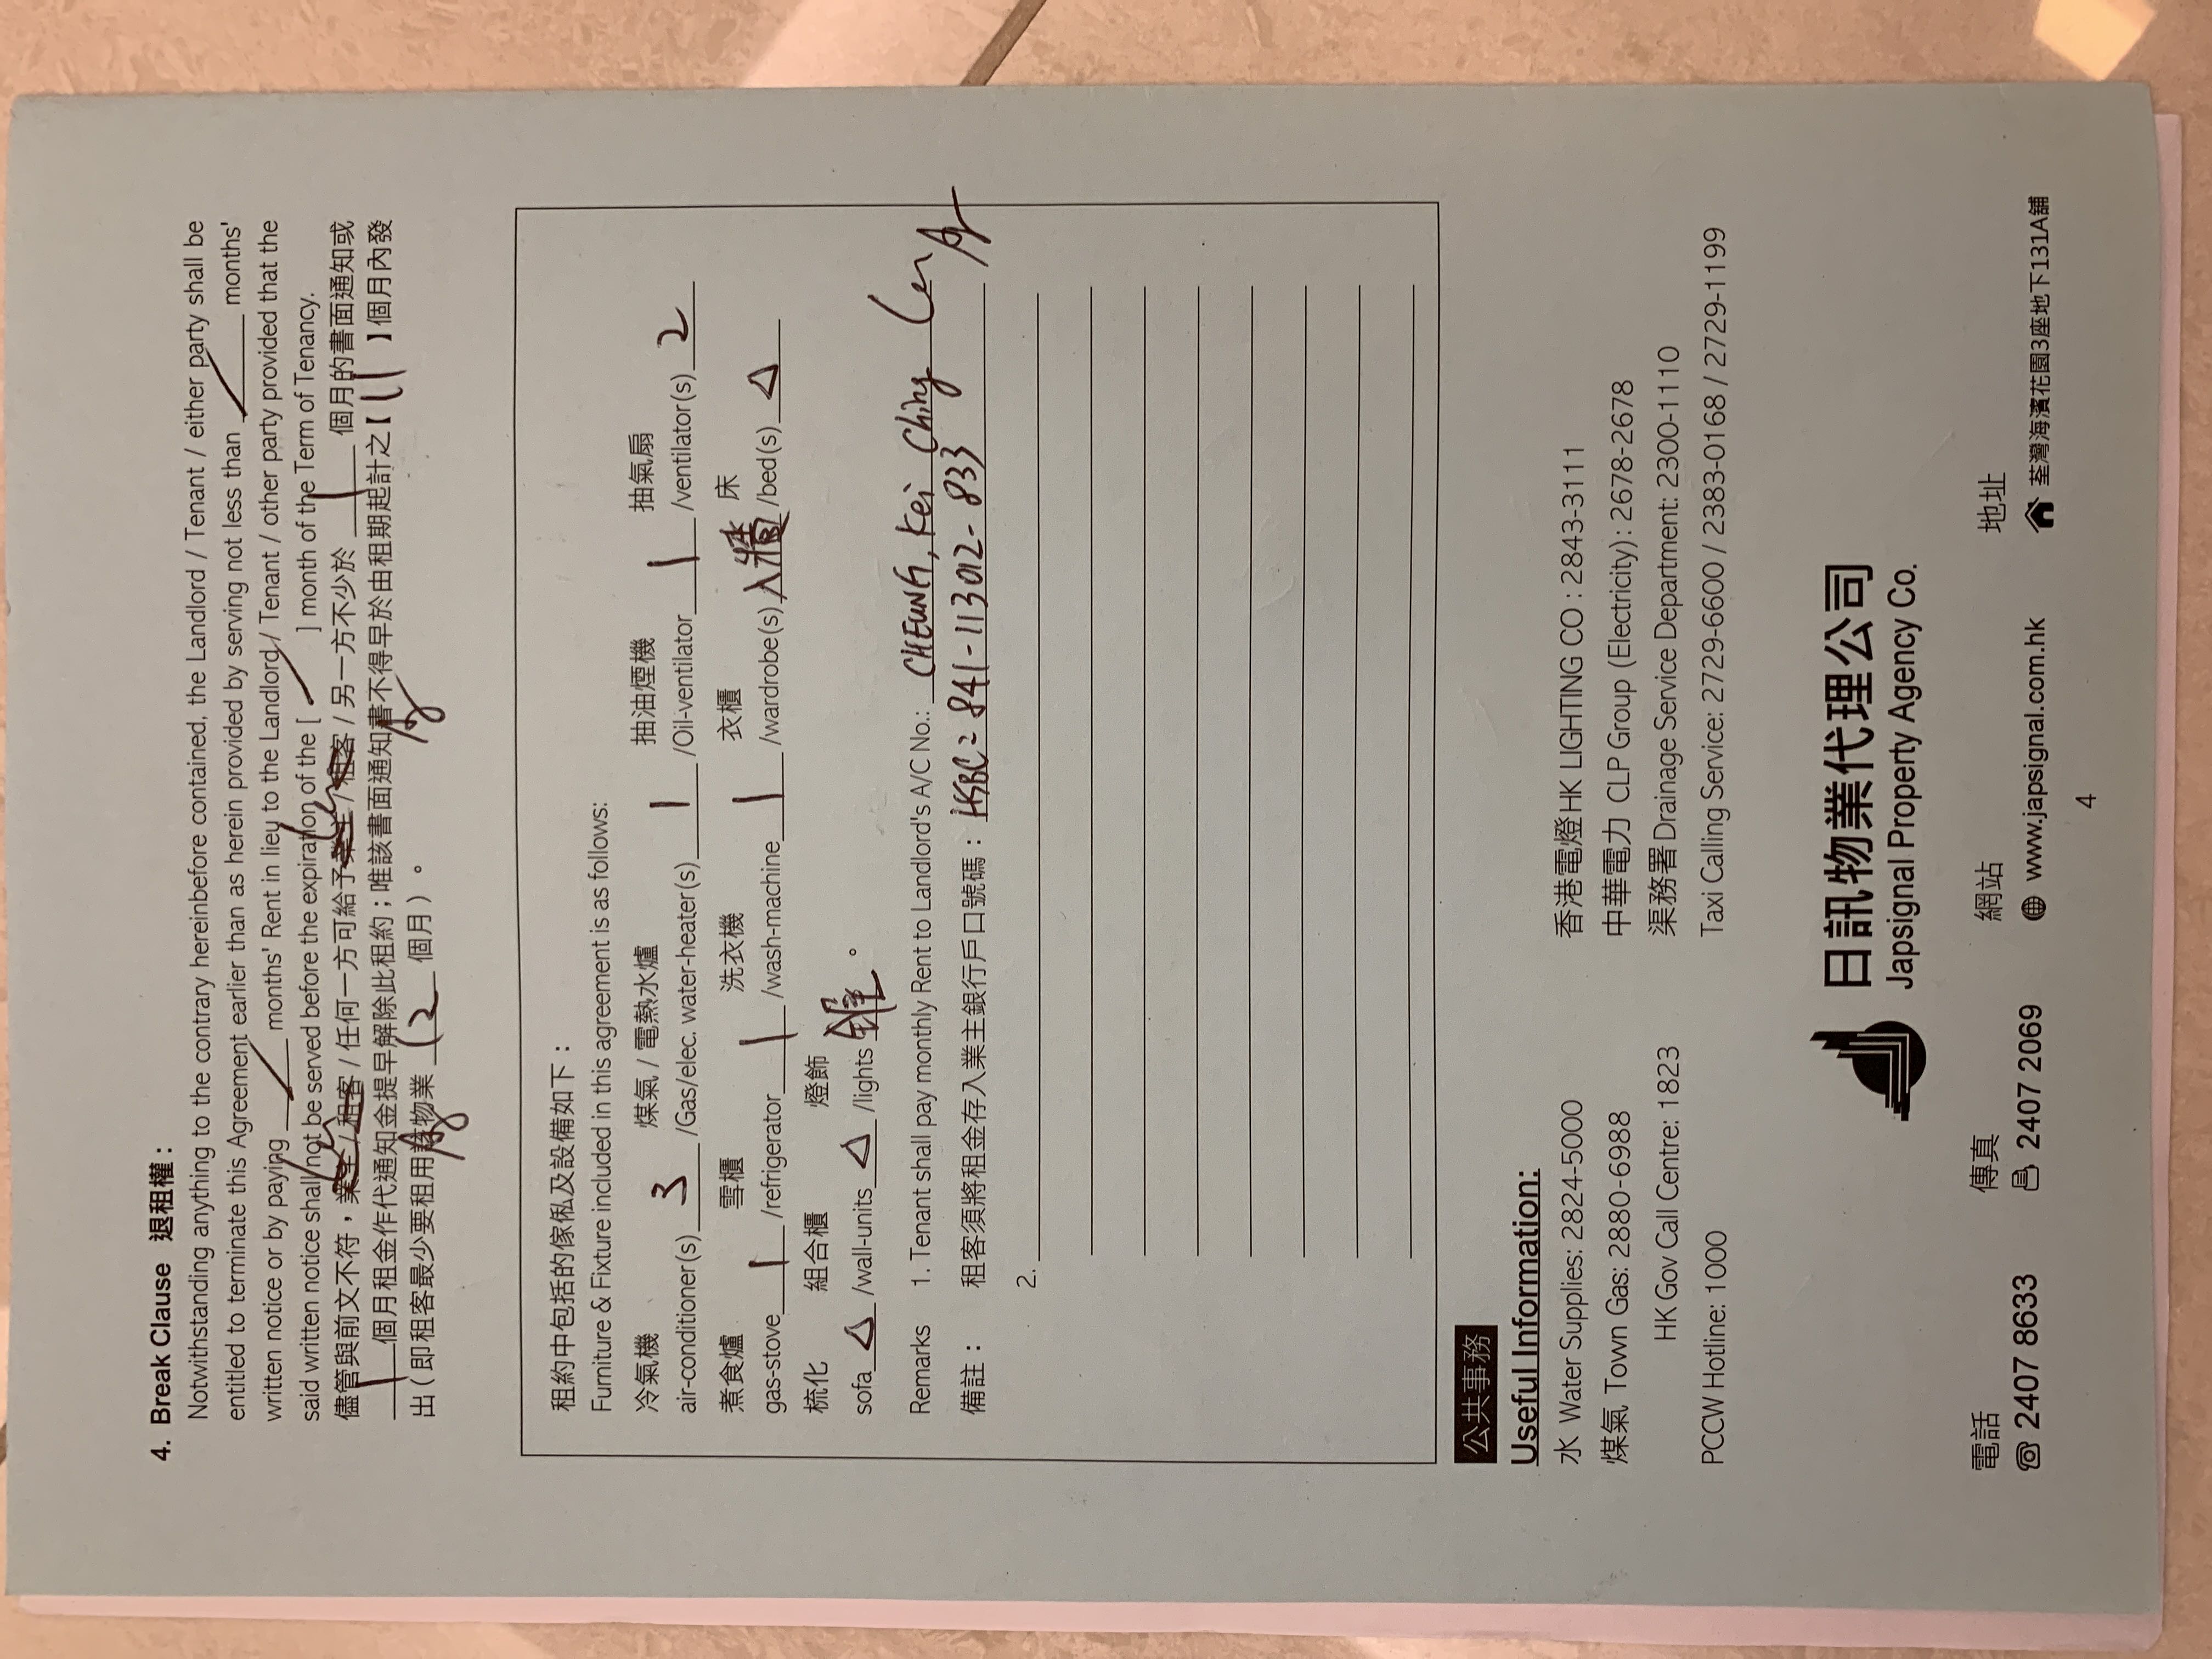 4. Break Clause 退租權：
Notwithstanding anything to the contrary hereinbefore contained, the Landlord / Tenant / either party shall be
entitled to terminate this Agreement earlier than as herein provided by serving not less than ____ months'
written notice or by paying ____ months' Rent in lieu to the Landlord / Tenant / other party provided that the
said written notice shall not be served before the expiration of the [ ] month of the Term of Tenancy.
儘管與前文不符，業主 / 租客 / 任何一方可給予業主 / 租客 / 另一方不少於 1 個月的書面通知或
1 個月租金作代通知金提早解除此租約；唯該書面通知書不得早於由租期起計之【 11 】個月內發
出（即租客最少要租用該物業 12 個月）。
租約中包括的傢俬及設備如下：
Furniture & Fixture included in this agreement is as follows:
冷氣機 煤氣 / 電熱水爐 抽油煙機 抽氣扇
air-conditioner(s) 3 /Gas/elec. water-heater(s) 1 /Oil-ventilator 1 /ventilator(s) 2
煮食爐 雪櫃 洗衣機 衣櫃 床
gas-stove 1 /refrigerator 1 /wash-machine 1 /wardrobe(s) 入牆 /bed(s) △
梳化 組合櫃 燈飾
sofa △ /wall-units △ /lights 。
Remarks 1. Tenant shall pay monthly Rent to Landlord's A/C No.: CHEUNG, Kei Ching
備註： 租客須將租金存入業主銀行戶口號碼： HSBC = 841-113012-833
2.
公共事務
Useful Information:
水 Water Supplies: 2824-5000 香港電燈HK LIGHTING CO : 2843-3111
煤氣 Town Gas: 2880-6988 中華電力 CLP Group (Electricity) : 2678-2678
HK Gov Call Centre: 1823 渠務署Drainage Service Department: 2300-1110
PCCW Hotline: 1000 Taxi Calling Service: 2729-6600 / 2383-0168 / 2729-1199
日訊物業代理公司
Japsignal Property Agency Co.
電話 傳真 網站 地址
2407 8633 2407 2069 www.japsignal.com.hk 荃灣海濱花園3座地下131A舖
4